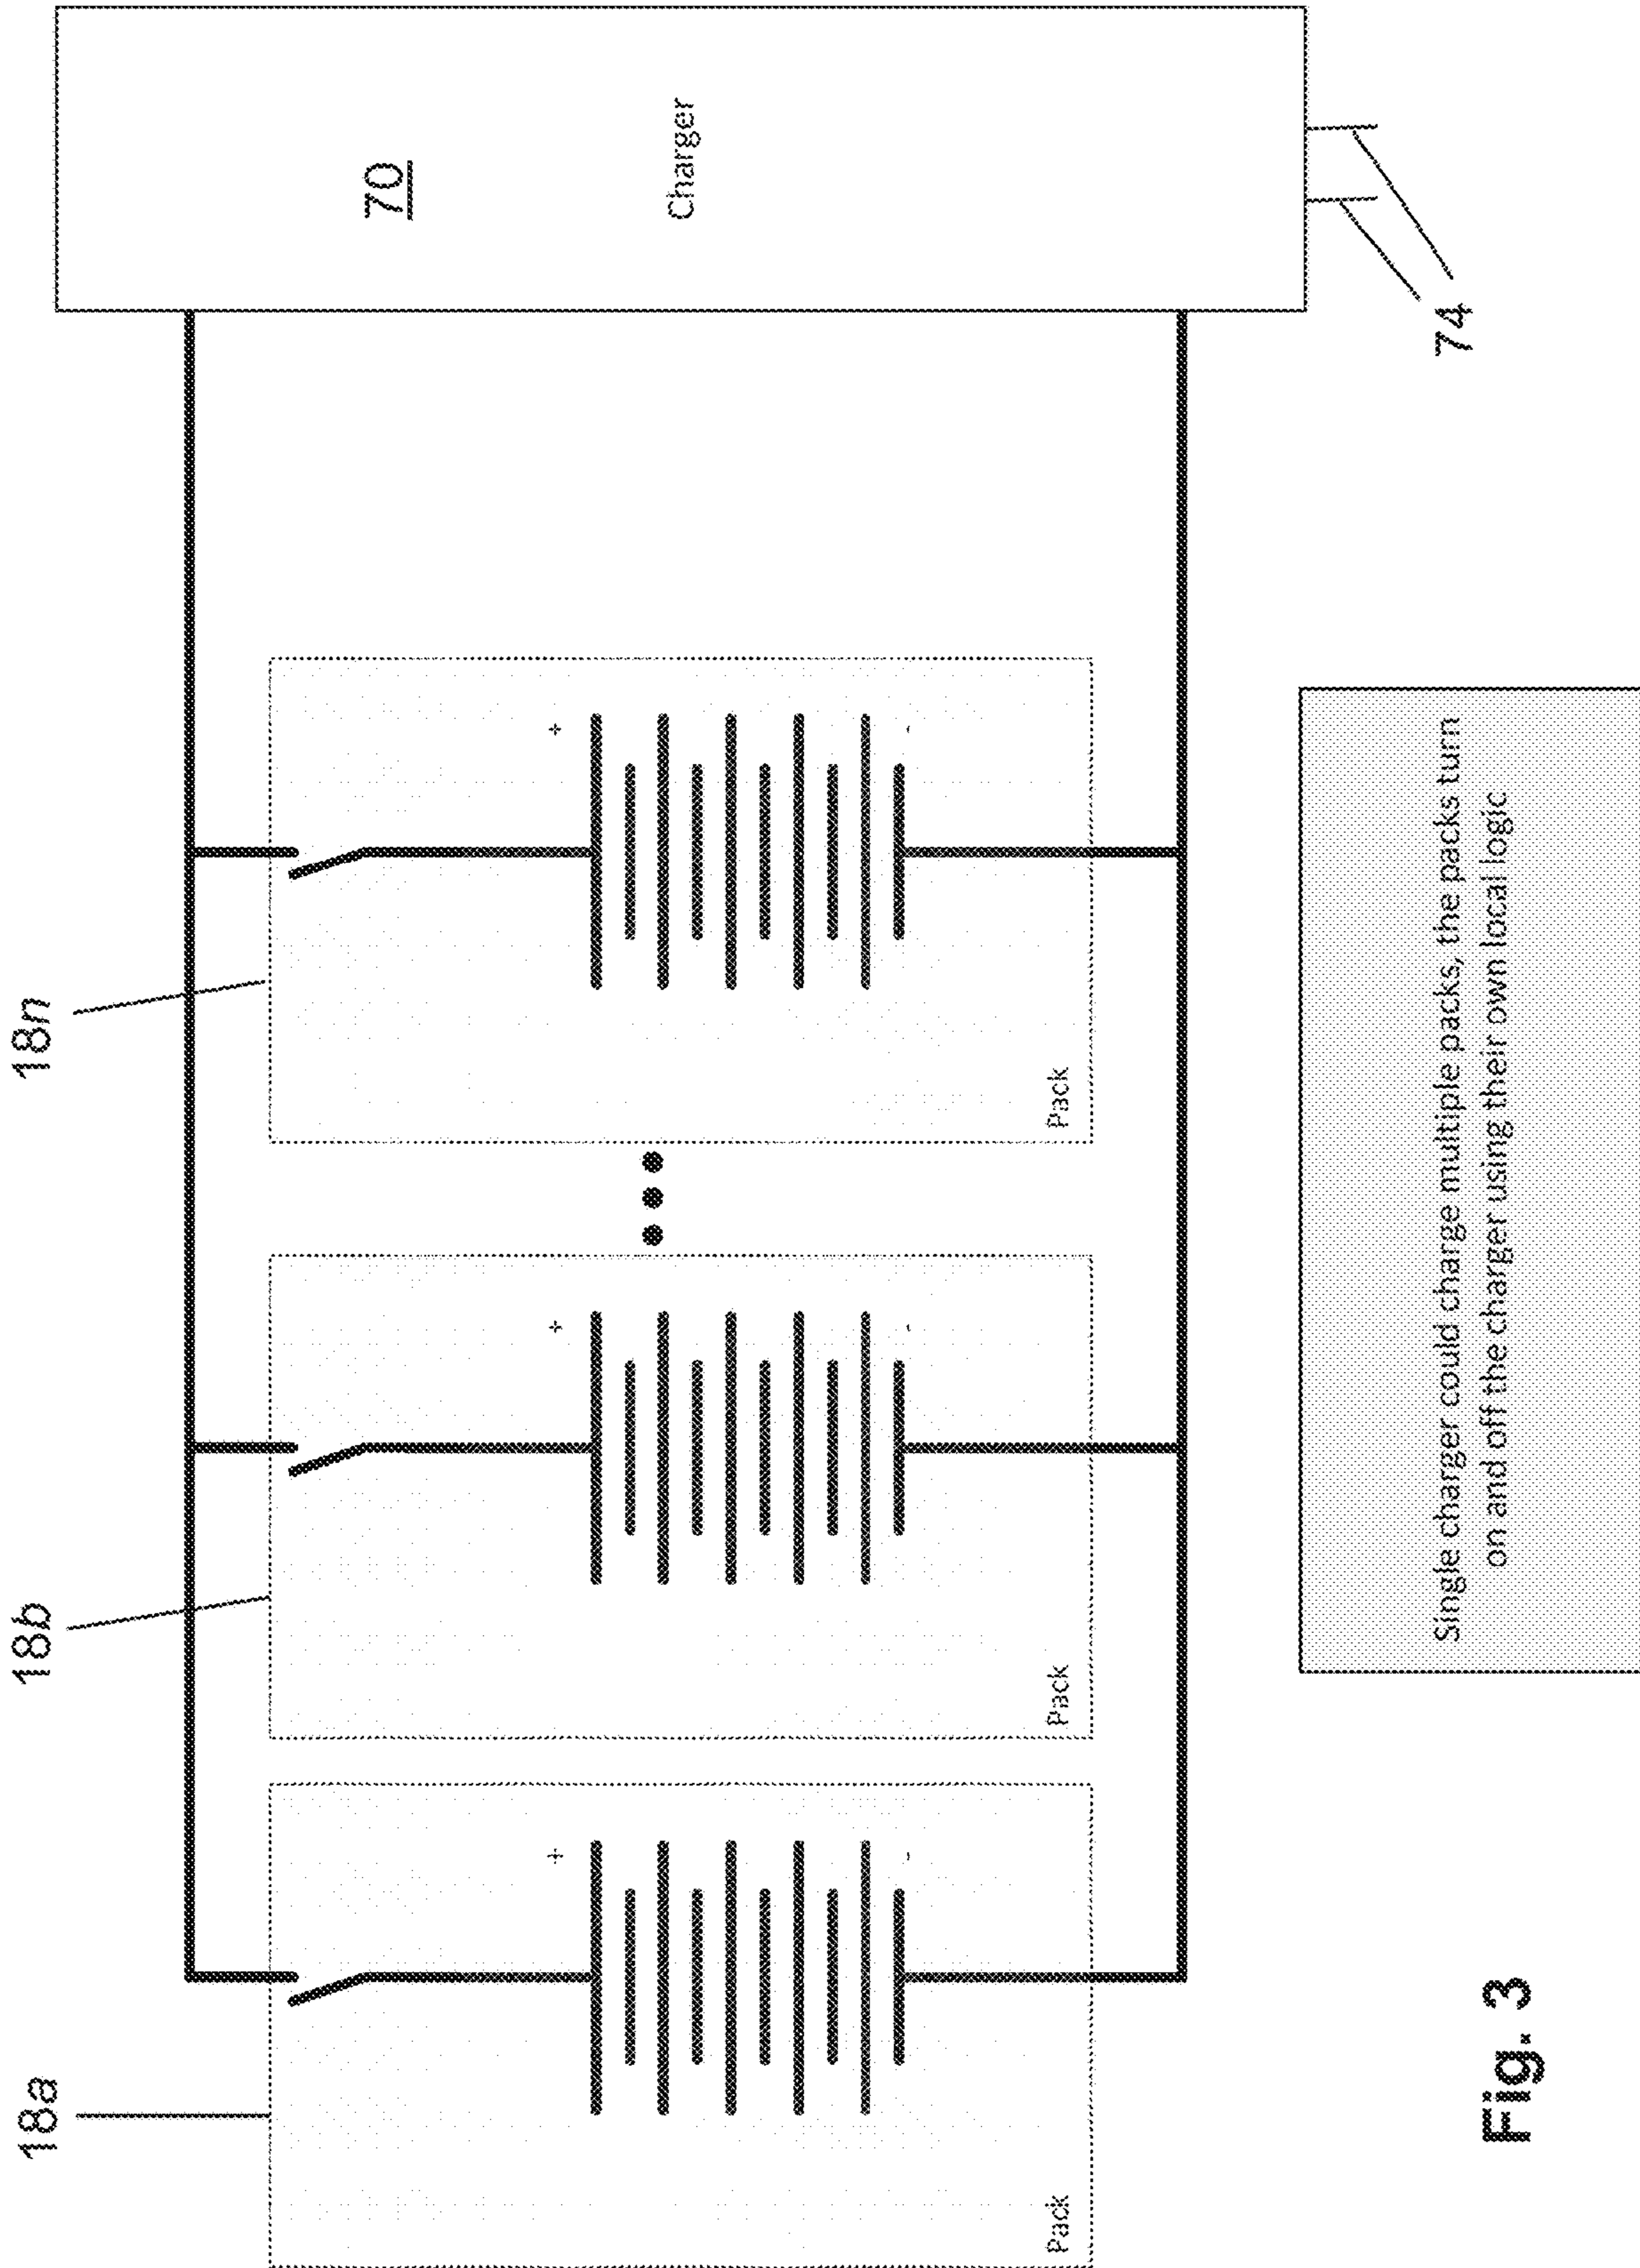 18a
18b
18n
70
Charger
+
-
Pack
+
-
Pack
+
-
Pack
74
Single charger could charge multiple packs, the packs turn
on and off the charger using their own local logic
Fig. 3